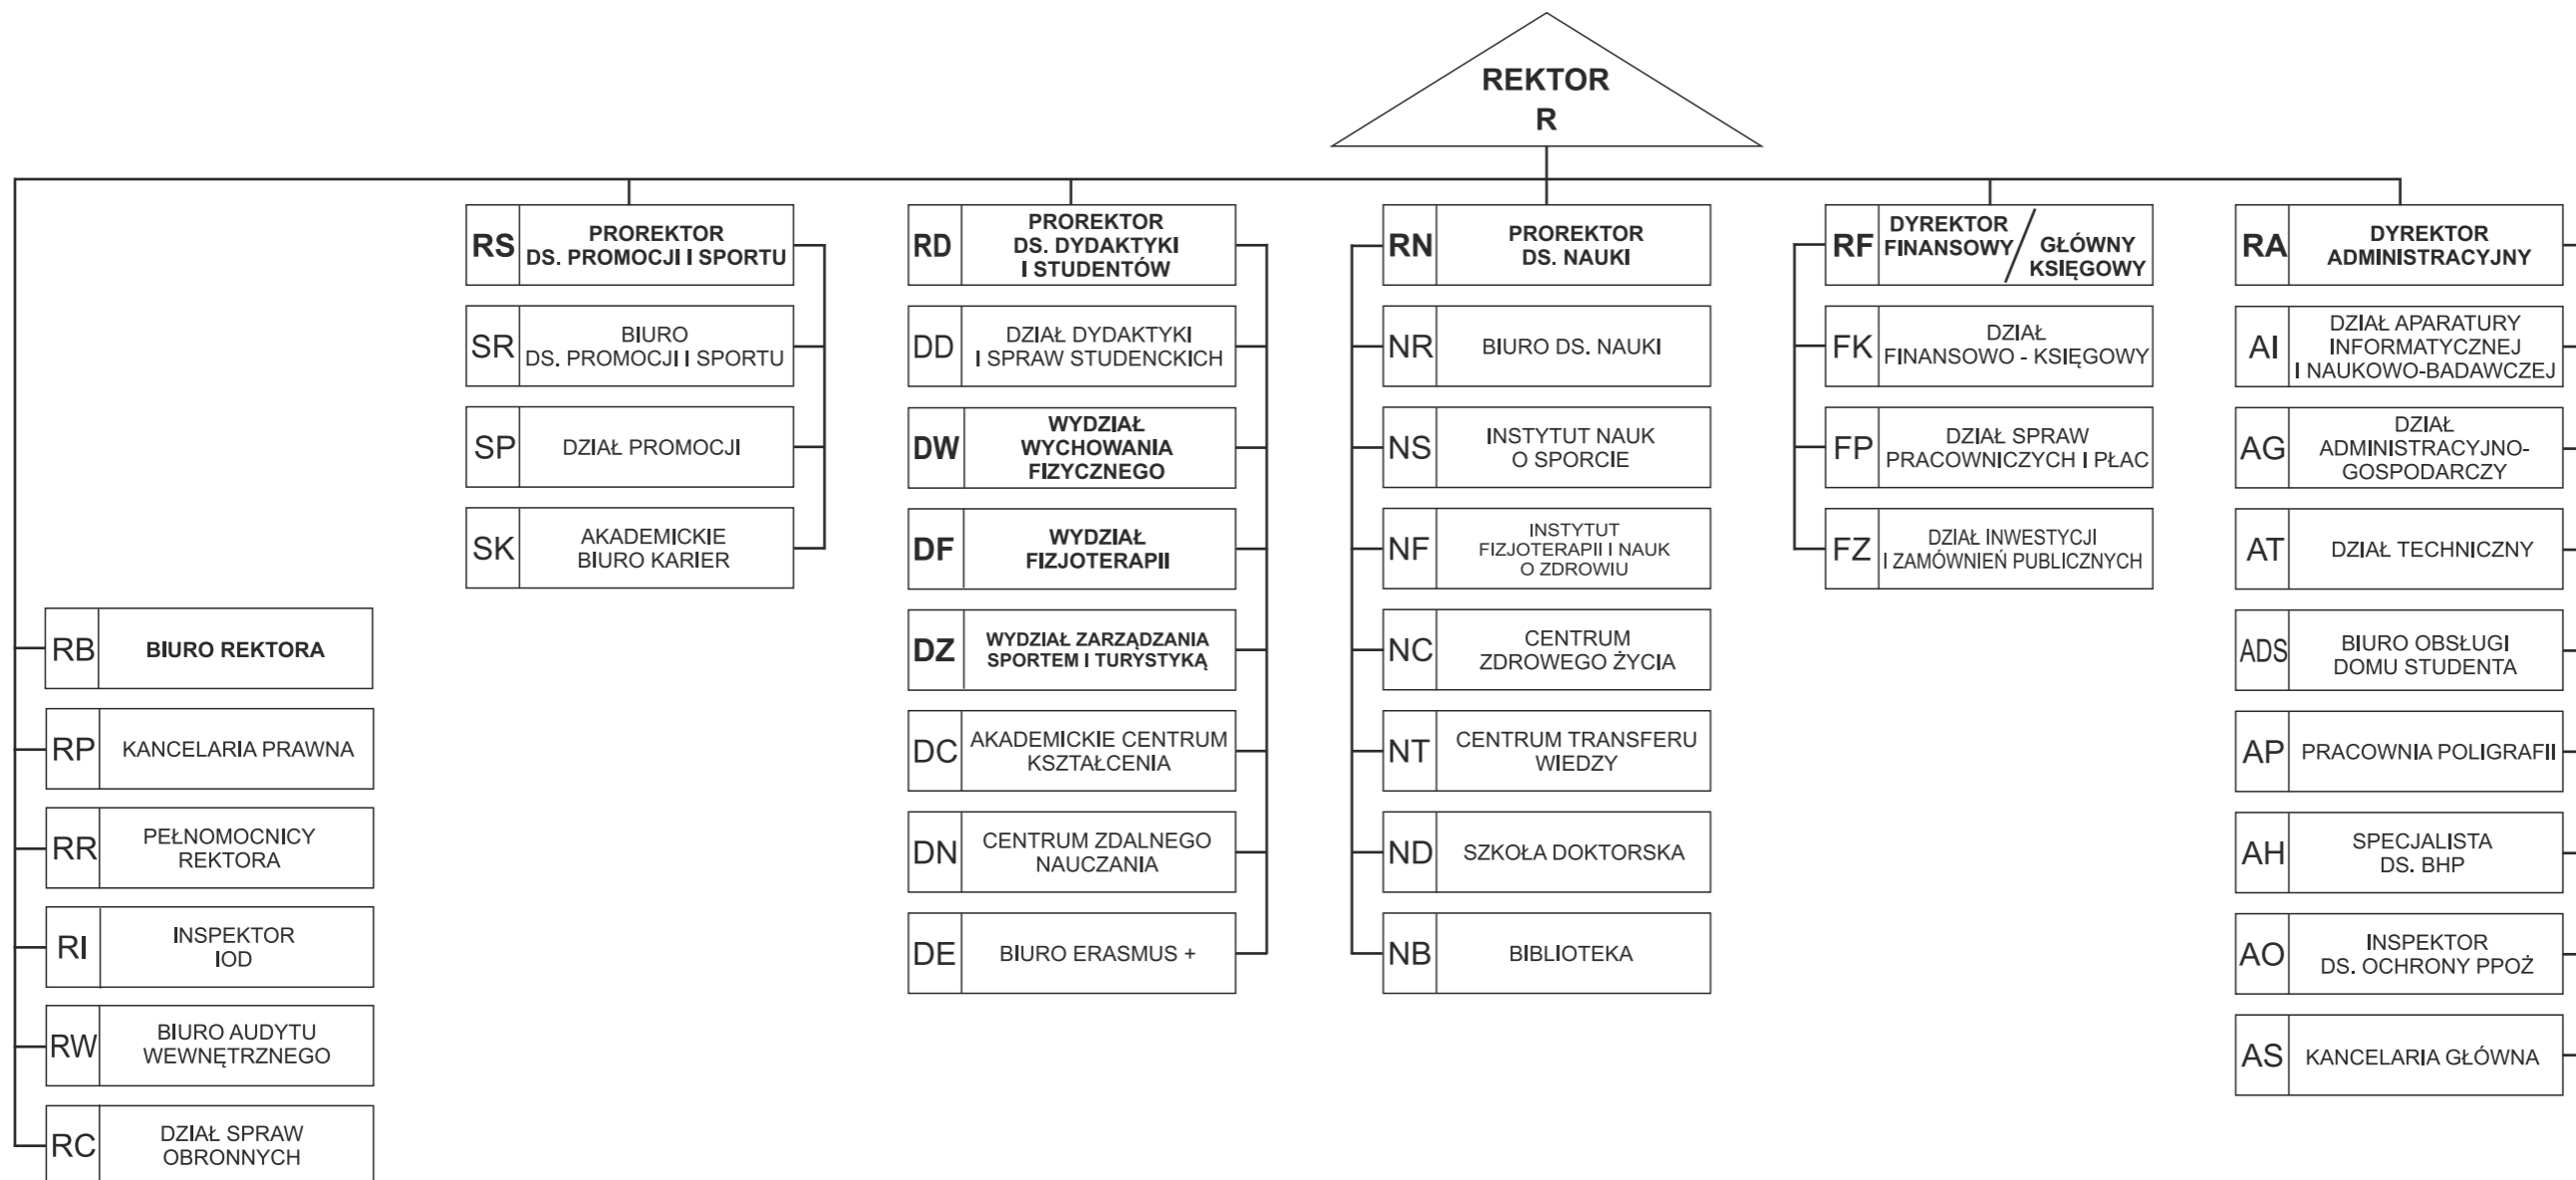 REKTOR
R
RB
BIURO REKTORA
RP
KANCELARIA PRAWNA
RR
PEŁNOMOCNICY
REKTORA
RI
INSPEKTOR
IOD
RW
BIURO AUDYTU
WEWNĘTRZNEGO
RC
DZIAŁ SPRAW
OBRONNYCH
RS
PROREKTOR
DS. PROMOCJI I SPORTU
SR
BIURO
DS. PROMOCJI I SPORTU
SP
DZIAŁ PROMOCJI
SK
AKADEMICKIE
BIURO KARIER
RD
PROREKTOR
DS. DYDAKTYKI
I STUDENTÓW
DD
DZIAŁ DYDAKTYKI
I SPRAW STUDENCKICH
DW
WYDZIAŁ
WYCHOWANIA
FIZYCZNEGO
DF
WYDZIAŁ
FIZJOTERAPII
DZ
WYDZIAŁ ZARZĄDZANIA
SPORTEM I TURYSTYKĄ
DC
AKADEMICKIE CENTRUM
KSZTAŁCENIA
DN
CENTRUM ZDALNEGO
NAUCZANIA
DE
BIURO ERASMUS +
RN
PROREKTOR
DS. NAUKI
NR
BIURO DS. NAUKI
NS
INSTYTUT NAUK
O SPORCIE
NF
INSTYTUT
FIZJOTERAPII I NAUK
O ZDROWIU
NC
CENTRUM
ZDROWEGO ŻYCIA
NT
CENTRUM TRANSFERU
WIEDZY
ND
SZKOŁA DOKTORSKA
NB
BIBLIOTEKA
RF
DYREKTOR
FINANSOWY /
GŁÓWNY
KSIĘGOWY
FK
DZIAŁ
FINANSOWO - KSIĘGOWY
FP
DZIAŁ SPRAW
PRACOWNICZYCH I PŁAC
FZ
DZIAŁ INWESTYCJI
I ZAMÓWNIEŃ PUBLICZNYCH
RA
DYREKTOR
ADMINISTRACYJNY
AI
DZIAŁ APARATURY
INFORMATYCZNEJ
I NAUKOWO-BADAWCZEJ
AG
DZIAŁ
ADMINISTRACYJNO-
GOSPODARCZY
AT
DZIAŁ TECHNICZNY
ADS
BIURO OBSŁUGI
DOMU STUDENTA
AP
PRACOWNIA POLIGRAFII
AH
SPECJALISTA
DS. BHP
AO
INSPEKTOR
DS. OCHRONY PPOŻ
AS
KANCELARIA GŁÓWNA